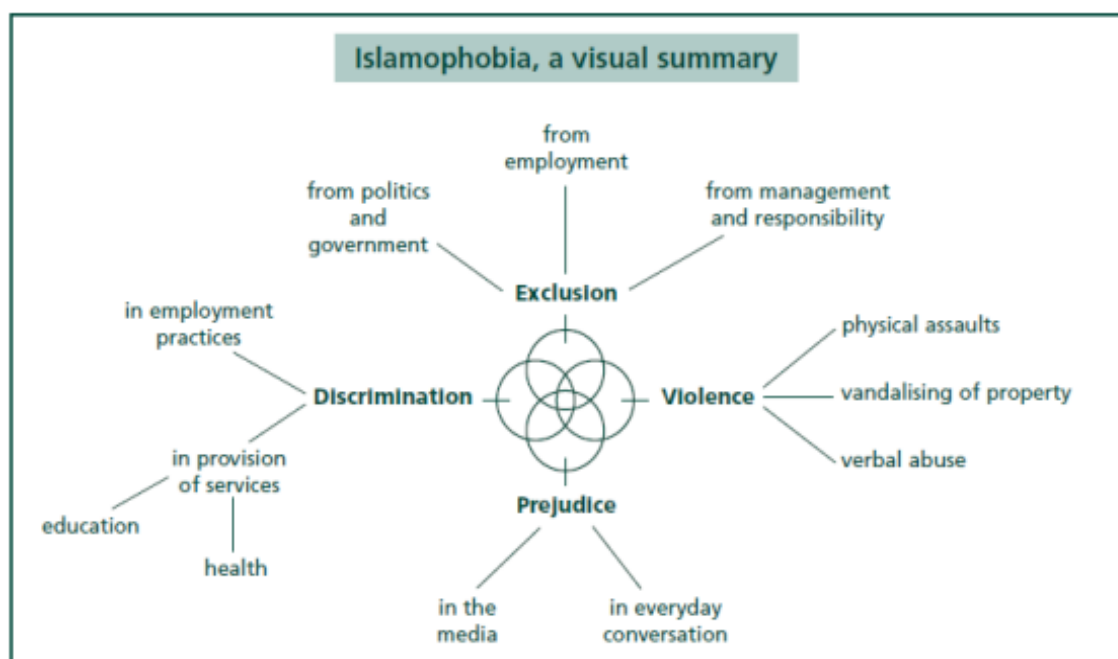 Islamophobia, a visual summary
from
employment
from politics
and
government
from management
and responsibility
Exclusion
in employment
practices
physical assaults
Discrimination
Violence
vandalising of property
in provision
of services
verbal abuse
education
health
Prejudice
in the
media
in everyday
conversation